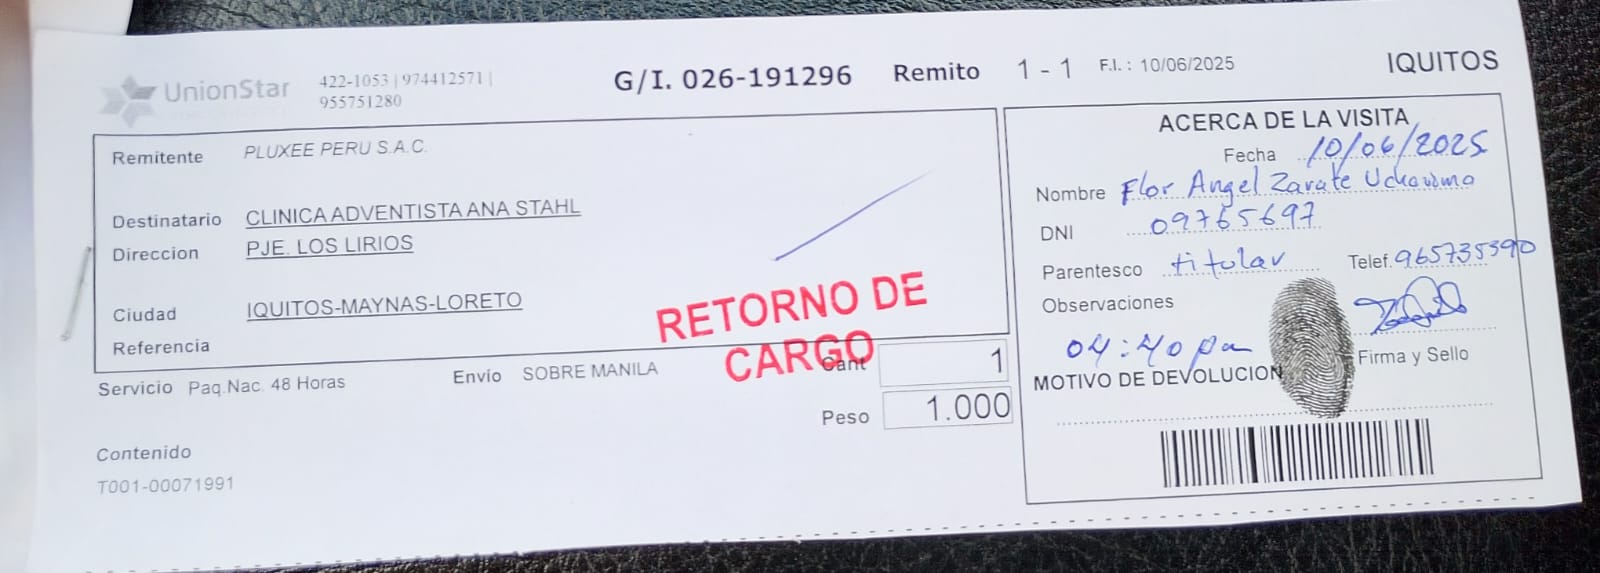 UnionStar
422-1053 | 974412571 |
955751280
G/I. 026-191296 Remito 1 - 1 F.I.: 10/06/2025 IQUITOS
Remitente PLUXEE PERU S.A.C.
Destinatario CLINICA ADVENTISTA ANA STAHL
Direccion PJE. LOS LIRIOS
Ciudad IQUITOS-MAYNAS-LORETO
Referencia
RETORNO DE
CARGO
Servicio Paq.Nac. 48 Horas Envío SOBRE MANILA Cant 1
Peso 1.000
Contenido
T001-00071991
ACERCA DE LA VISITA
Fecha 10/06/2025
Nombre Flor Angel Zarate
DNI 09765697
Parentesco titular Telef. 965735390
Observaciones
04:40 pm
Firma y Sello
MOTIVO DE DEVOLUCION